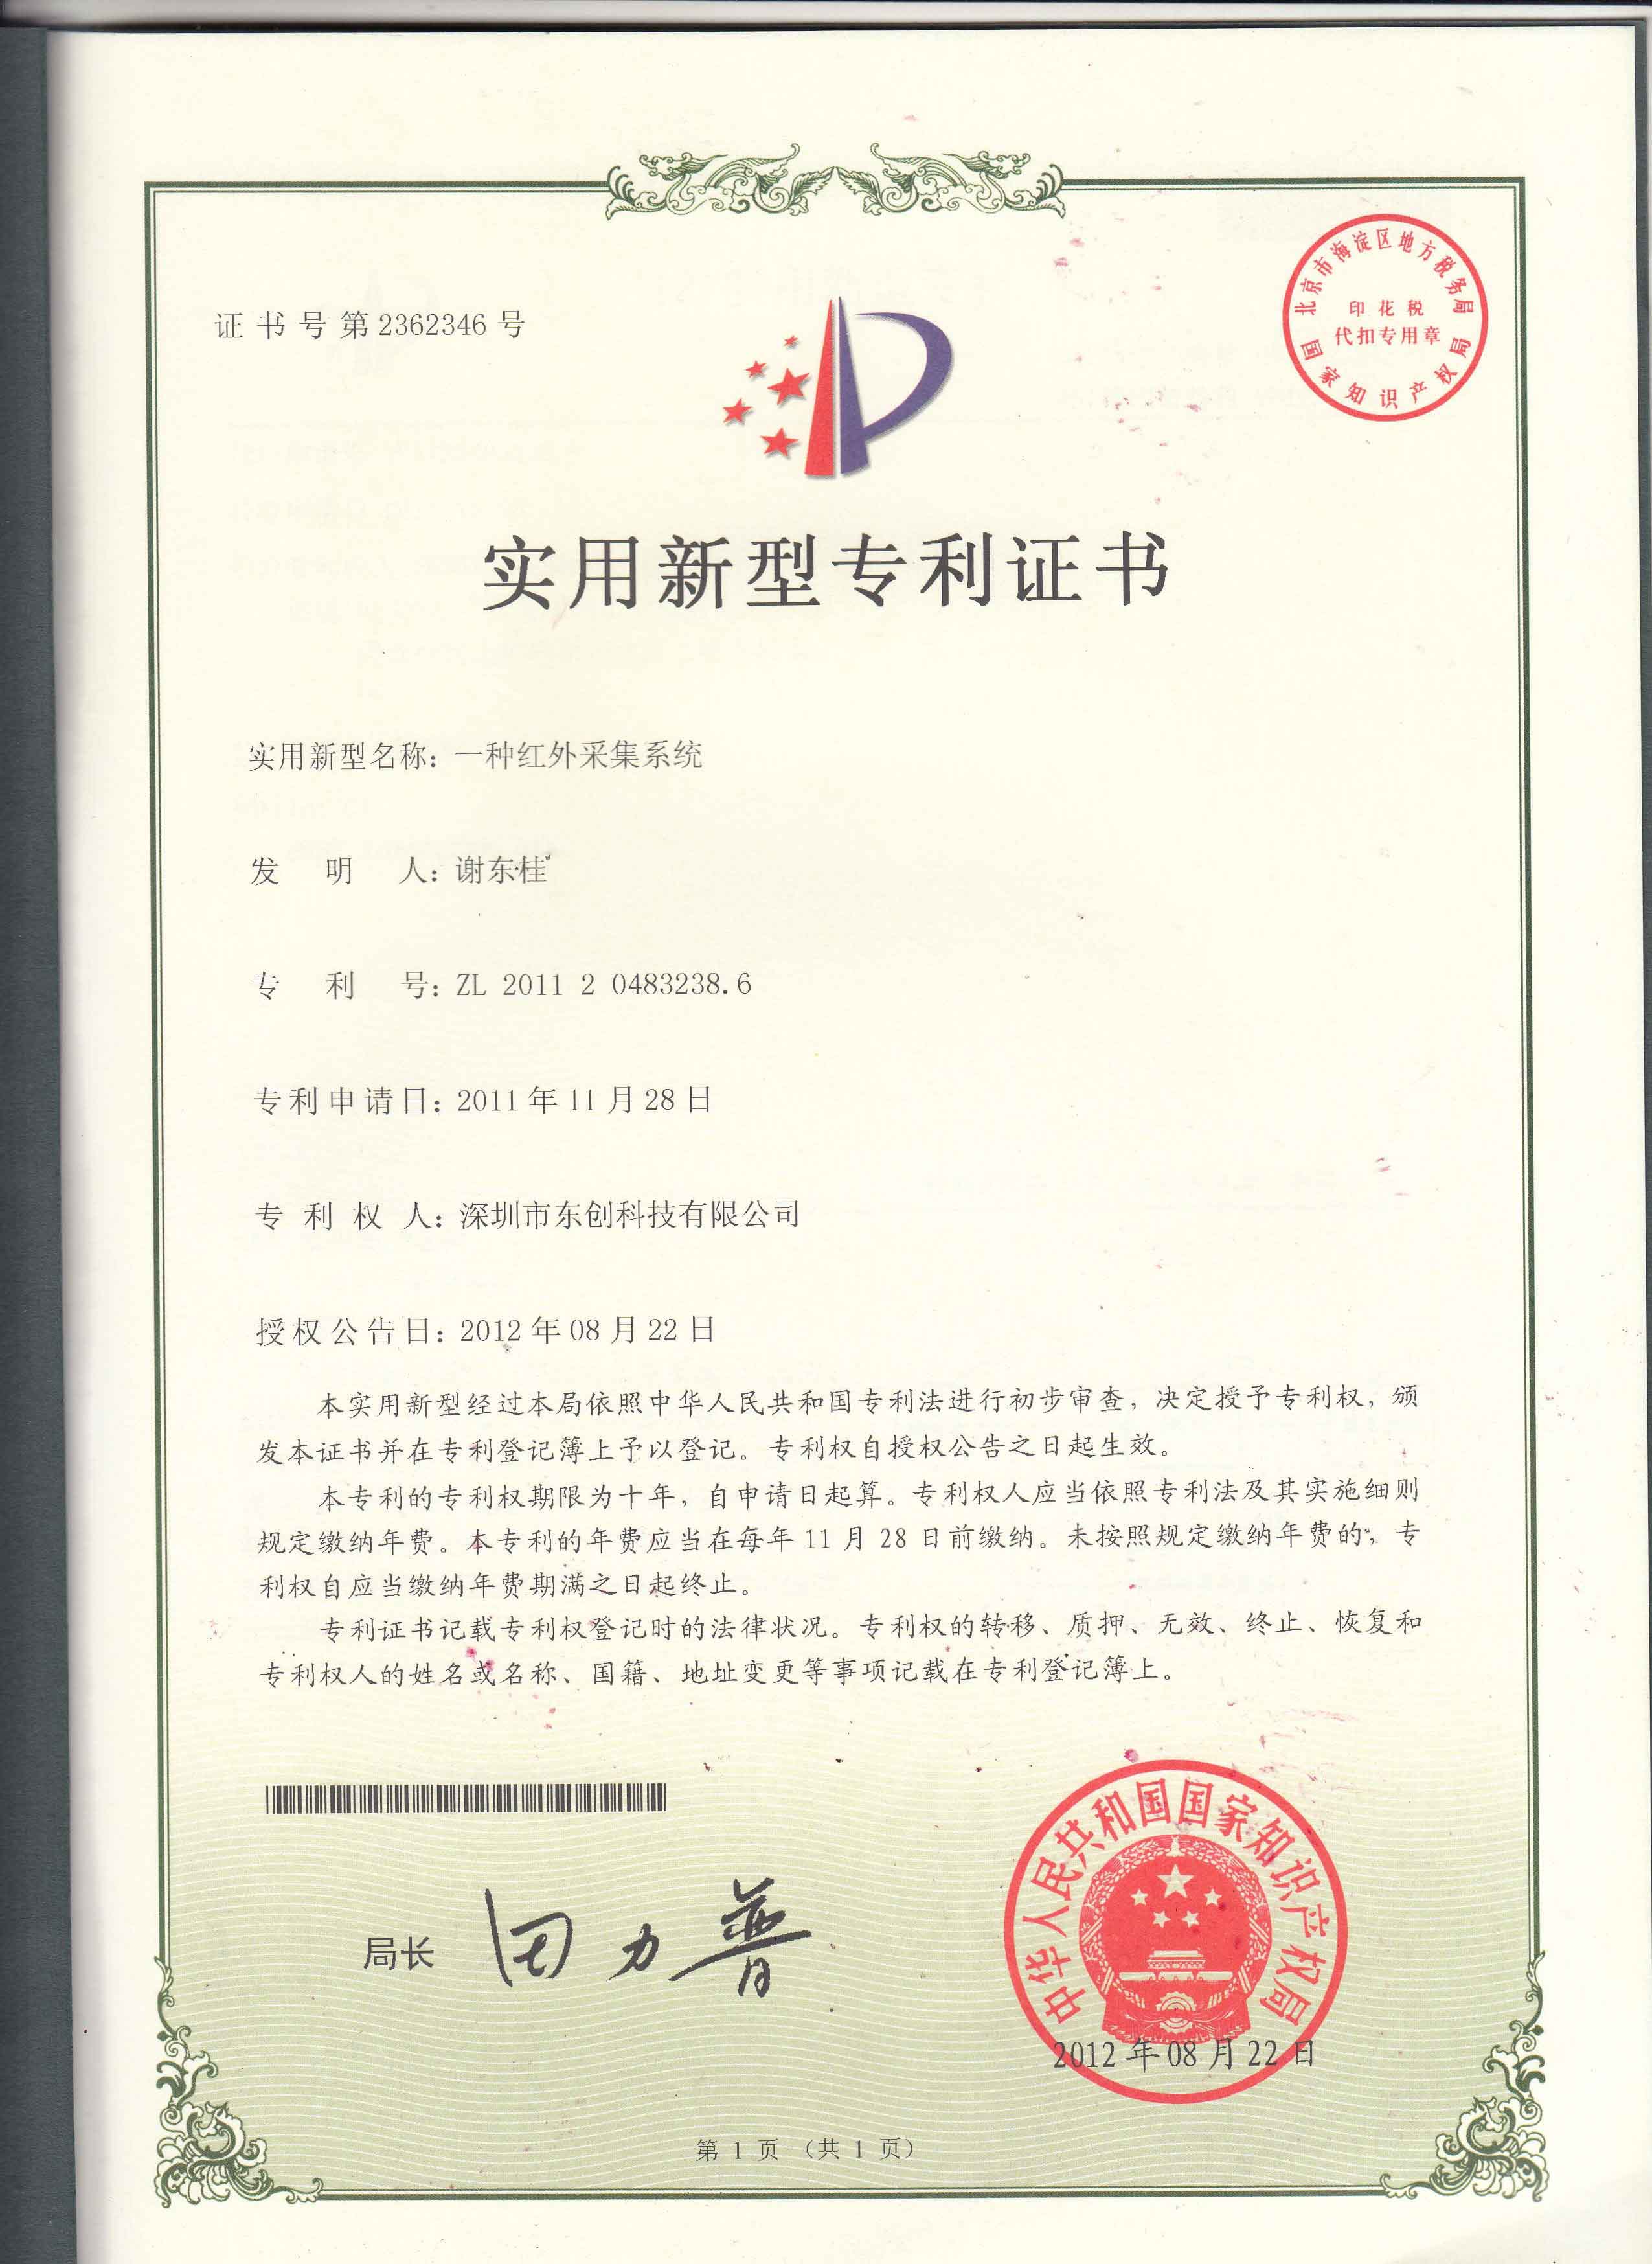 证书号第2362346号
北京市海淀区地方税务局
印花税
代扣专用章
国家知识产权局
实用新型专利证书
实用新型名称：一种红外采集系统
发明人：谢东桂
专利号：ZL 2011 2 0483238.6
专利申请日：2011年11月28日
专利权人：深圳市东创科技有限公司
授权公告日：2012年08月22日
本实用新型经过本局依照中华人民共和国专利法进行初步审查，决定授予专利权，颁
发本证书并在专利登记簿上予以登记。专利权自授权公告之日起生效。
本专利的专利权期限为十年，自申请日起算。专利权人应当依照专利法及其实施细则
规定缴纳年费。本专利的年费应当在每年11月28日前缴纳。未按照规定缴纳年费的，专
利权自应当缴纳年费期满之日起终止。
专利证书记载专利权登记时的法律状况。专利权的转移、质押、无效、终止、恢复和
专利权人的姓名或名称、国籍、地址变更等事项记载在专利登记簿上。
局长 田力普
中华人民共和国国家知识产权局
2012年08月22日
第1页（共1页）